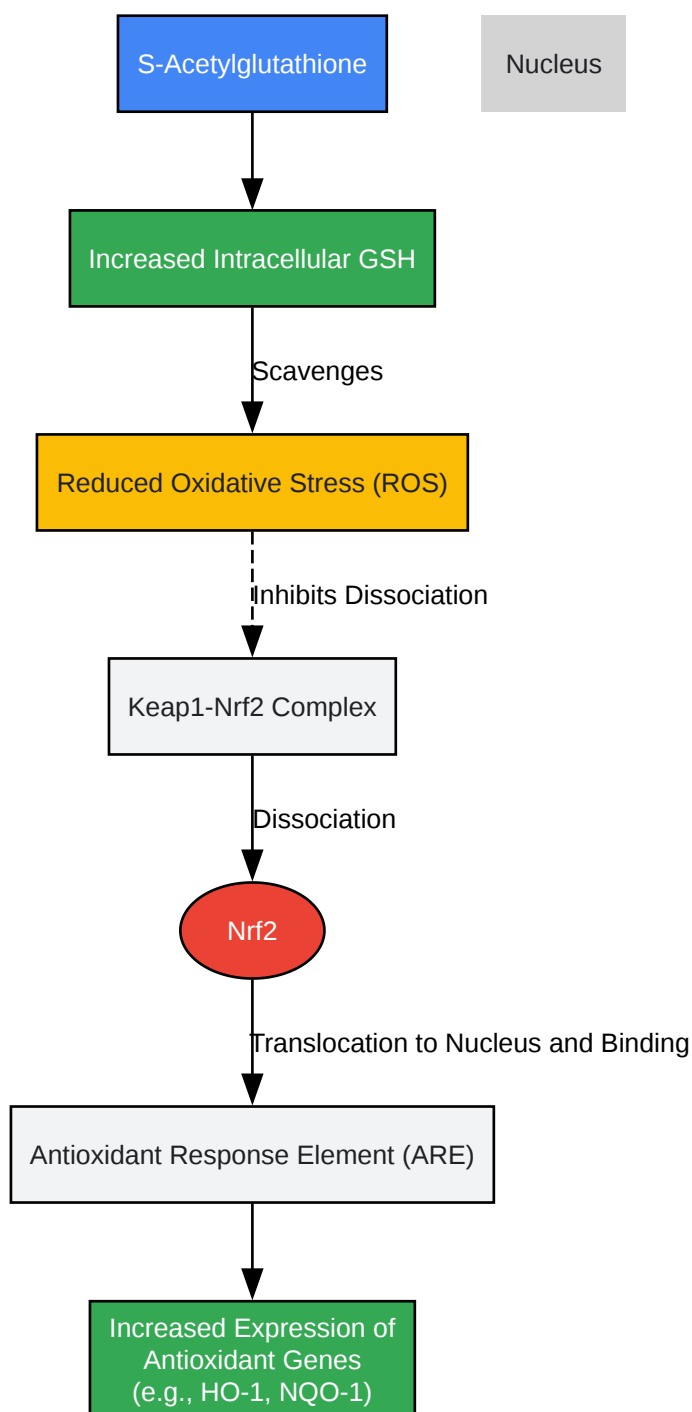 S-Acetylglutathione
Nucleus
Increased Intracellular GSH
Scavenges
Reduced Oxidative Stress (ROS)
Inhibits Dissociation
Keap1-Nrf2 Complex
Dissociation
Nrf2
Translocation to Nucleus and Binding
Antioxidant Response Element (ARE)
Increased Expression of
Antioxidant Genes
(e.g., HO-1, NQO-1)